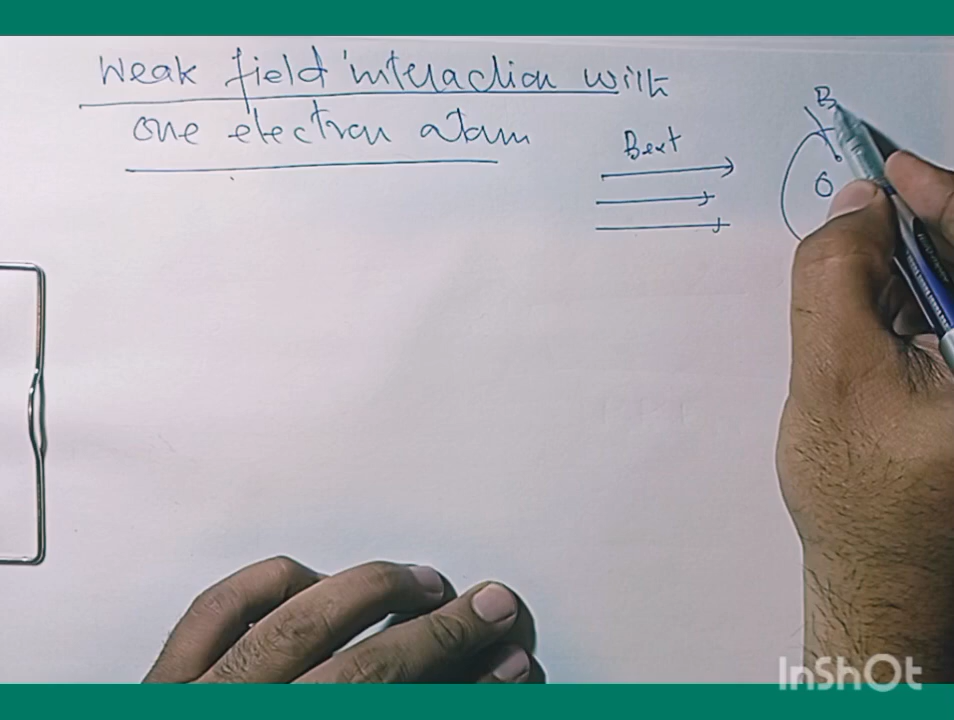 Weak field interaction with
one electron atom
Bext
B
InShOt